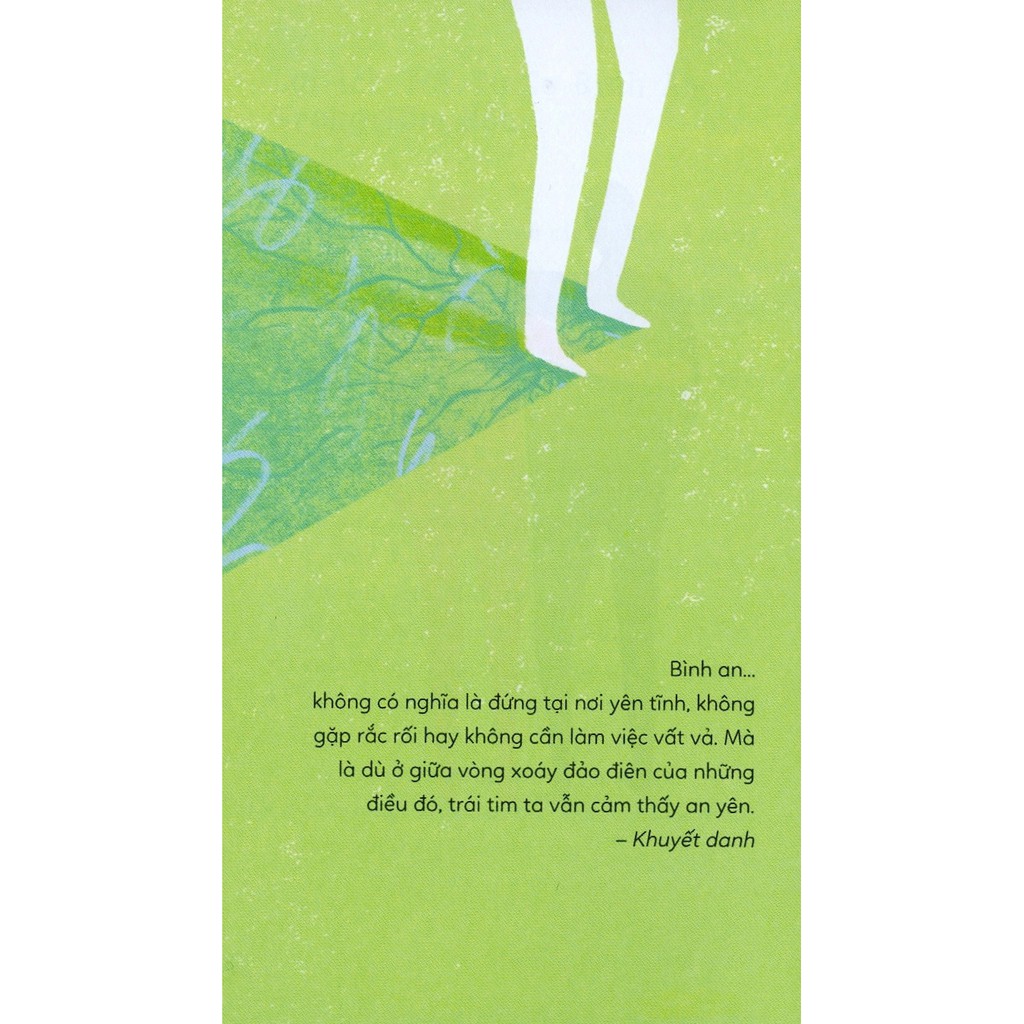 Bình an...
không có nghĩa là đứng tại nơi yên tĩnh, không
gặp rắc rối hay không cần làm việc vất vả. Mà
là dù ở giữa vòng xoáy đảo điên của những
điều đó, trái tim ta vẫn cảm thấy an yên.
– Khuyết danh